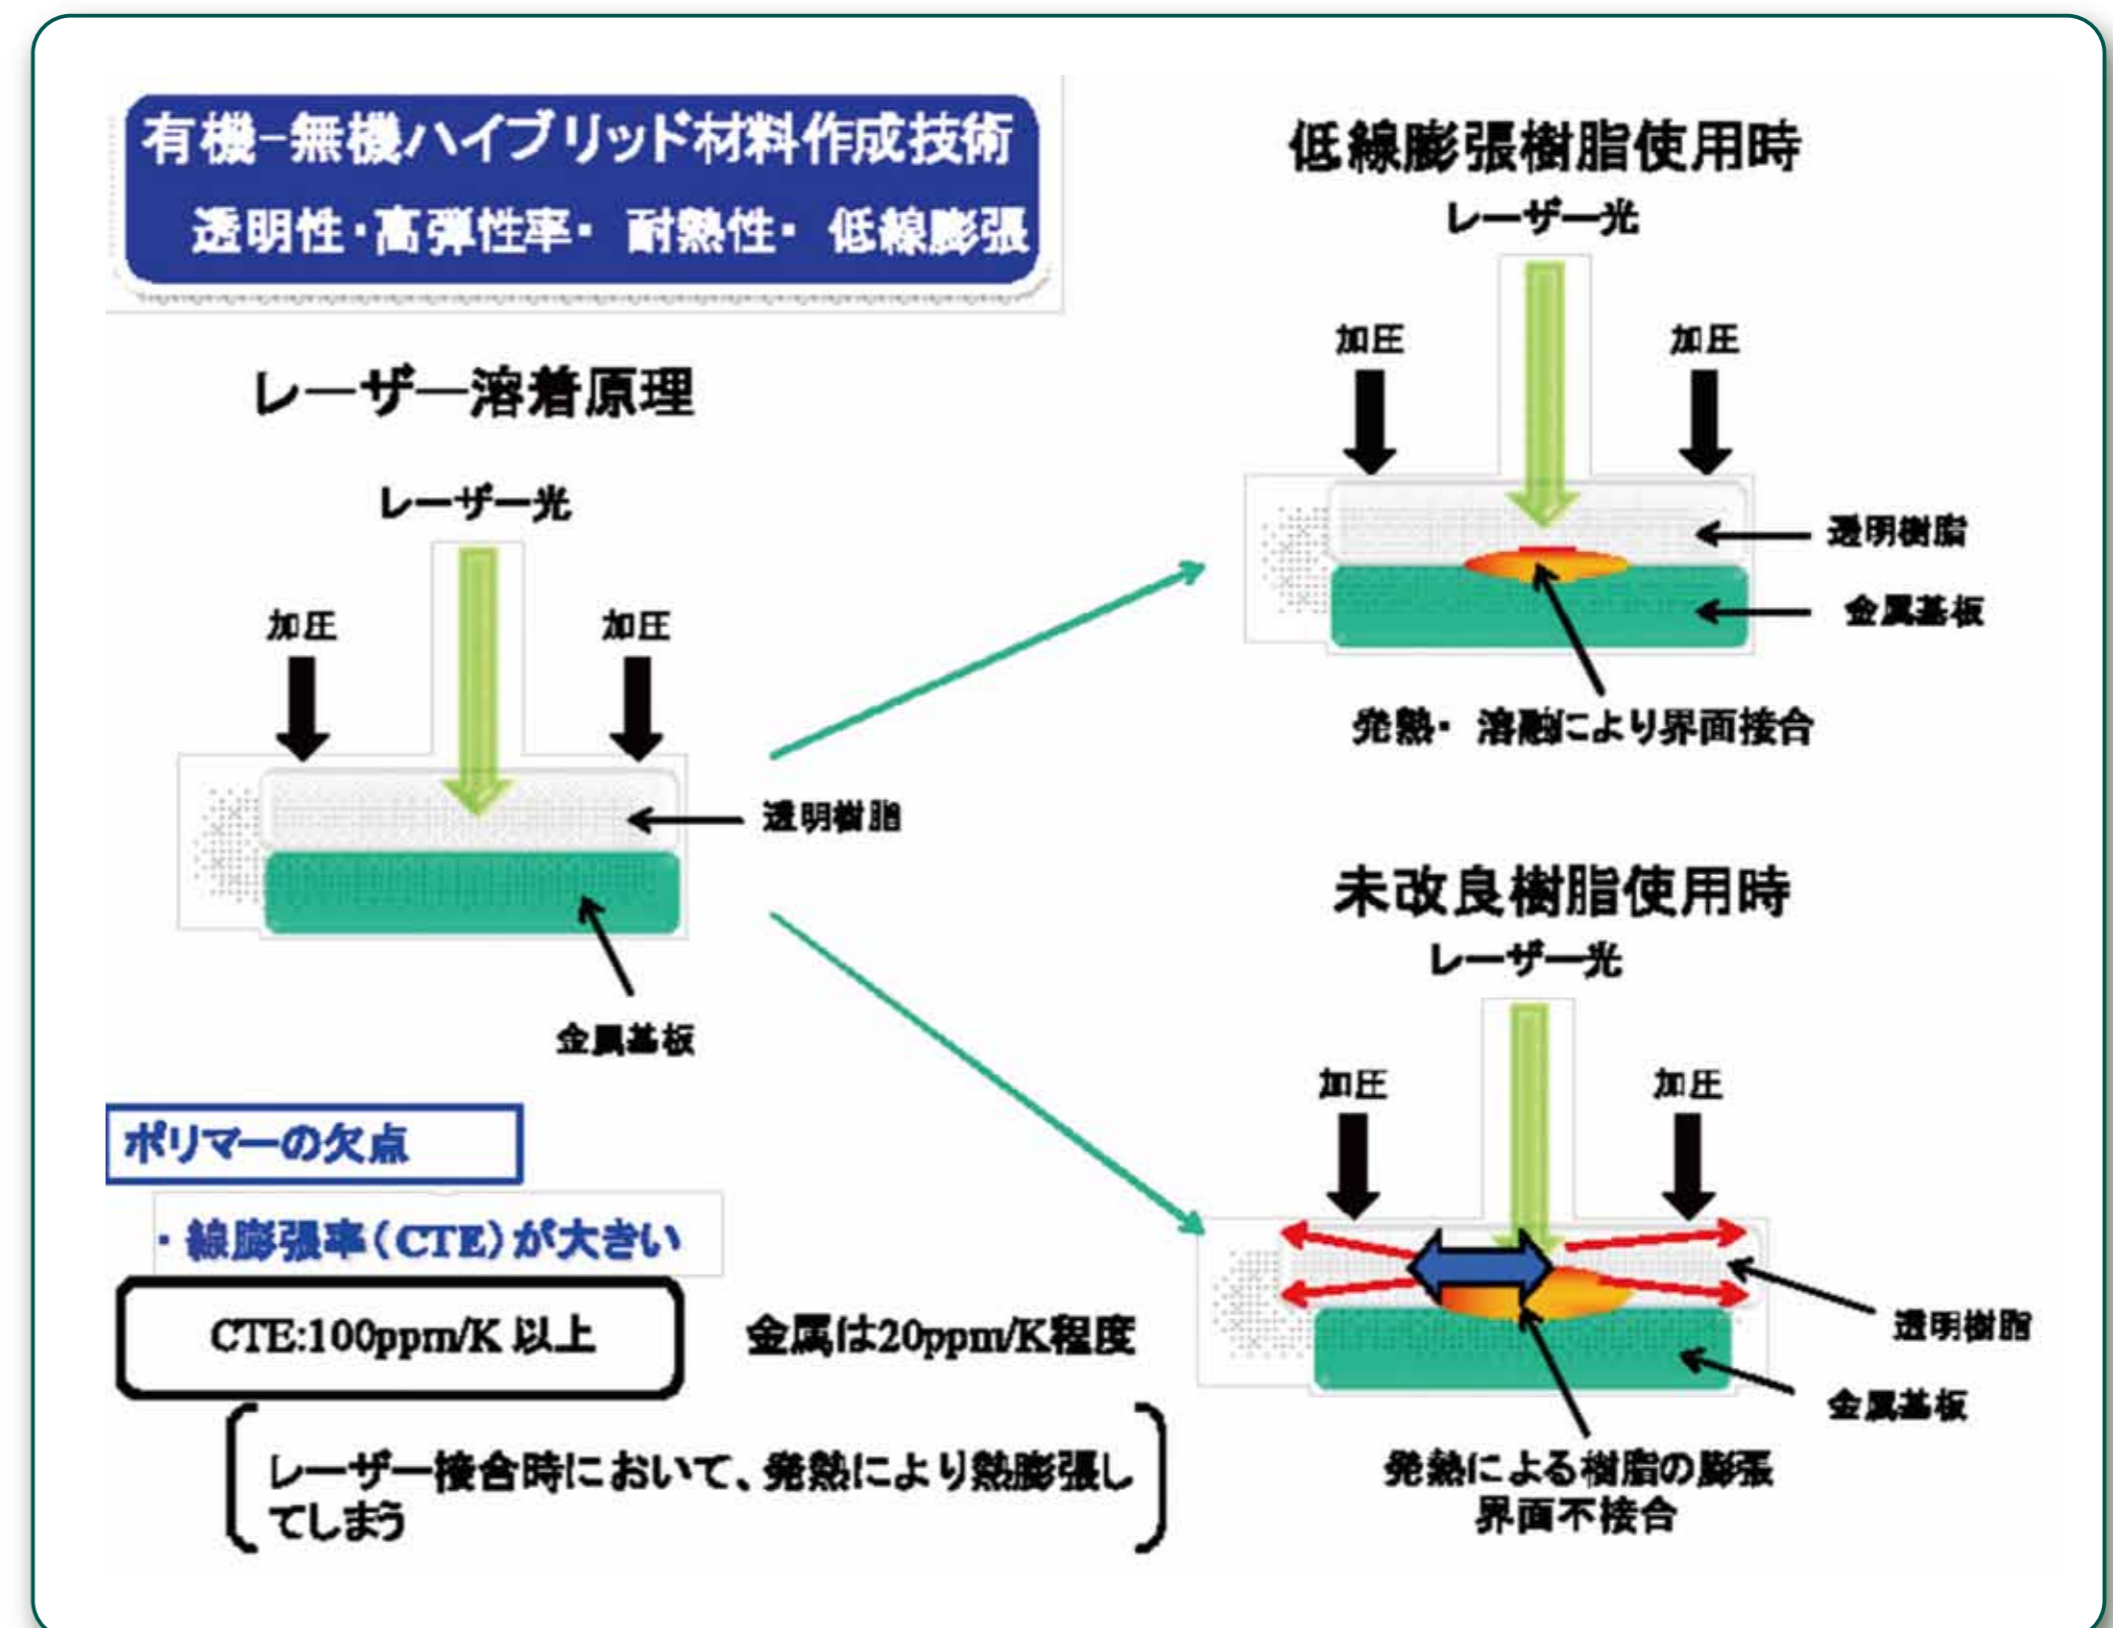 有機−無機ハイブリッド材料作成技術
透明性・高弾性率・ 耐熱性・ 低線膨張
レーザー溶着原理
レーザー光
加圧
加圧
透明樹脂
金属基板
ポリマーの欠点
・線膨張率（CTE）が大きい
CTE:100ppm/K 以上
金属は20ppm/K程度
レーザー接合時において、発熱により熱膨張し
てしまう
低線膨張樹脂使用時
レーザー光
加圧
加圧
透明樹脂
金属基板
発熱・ 溶融により界面接合
未改良樹脂使用時
レーザー光
加圧
加圧
透明樹脂
金属基板
発熱による樹脂の膨張
界面不接合